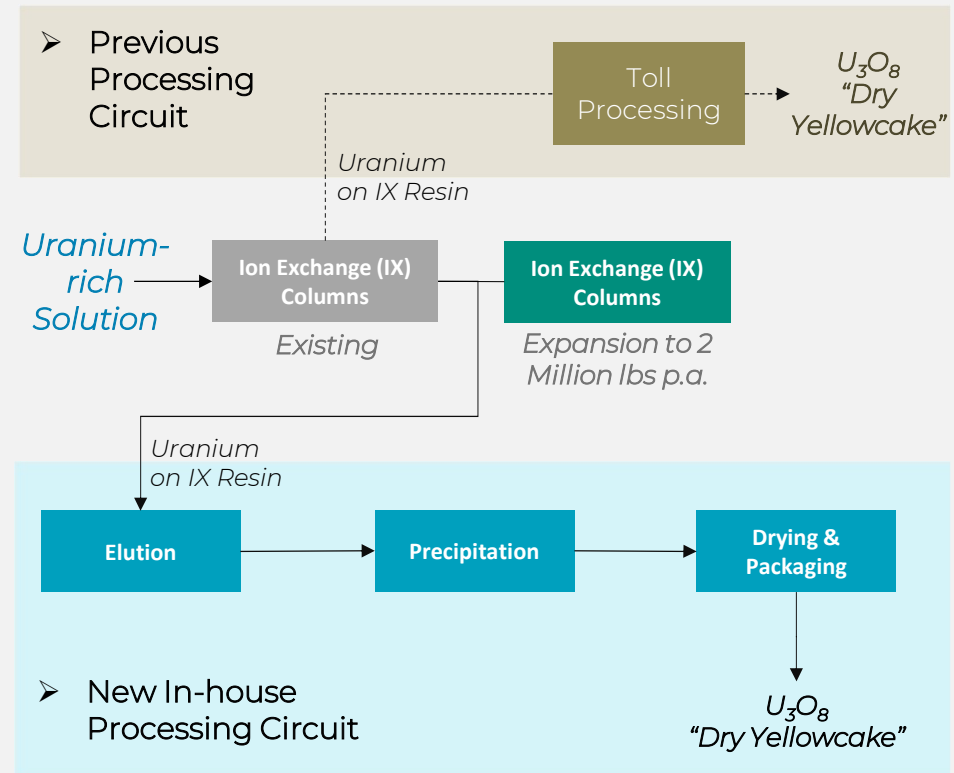 ➢ Previous
Processing
Circuit
Toll
Processing
U₃O₈
“Dry
Yellowcake”
Uranium
on IX Resin
Uranium-
rich
Solution
Ion Exchange (IX)
Columns
Existing
Ion Exchange (IX)
Columns
Expansion to 2
Million lbs p.a.
Uranium
on IX Resin
Elution
Precipitation
Drying &
Packaging
➢ New In-house
Processing Circuit
U₃O₈
“Dry Yellowcake”